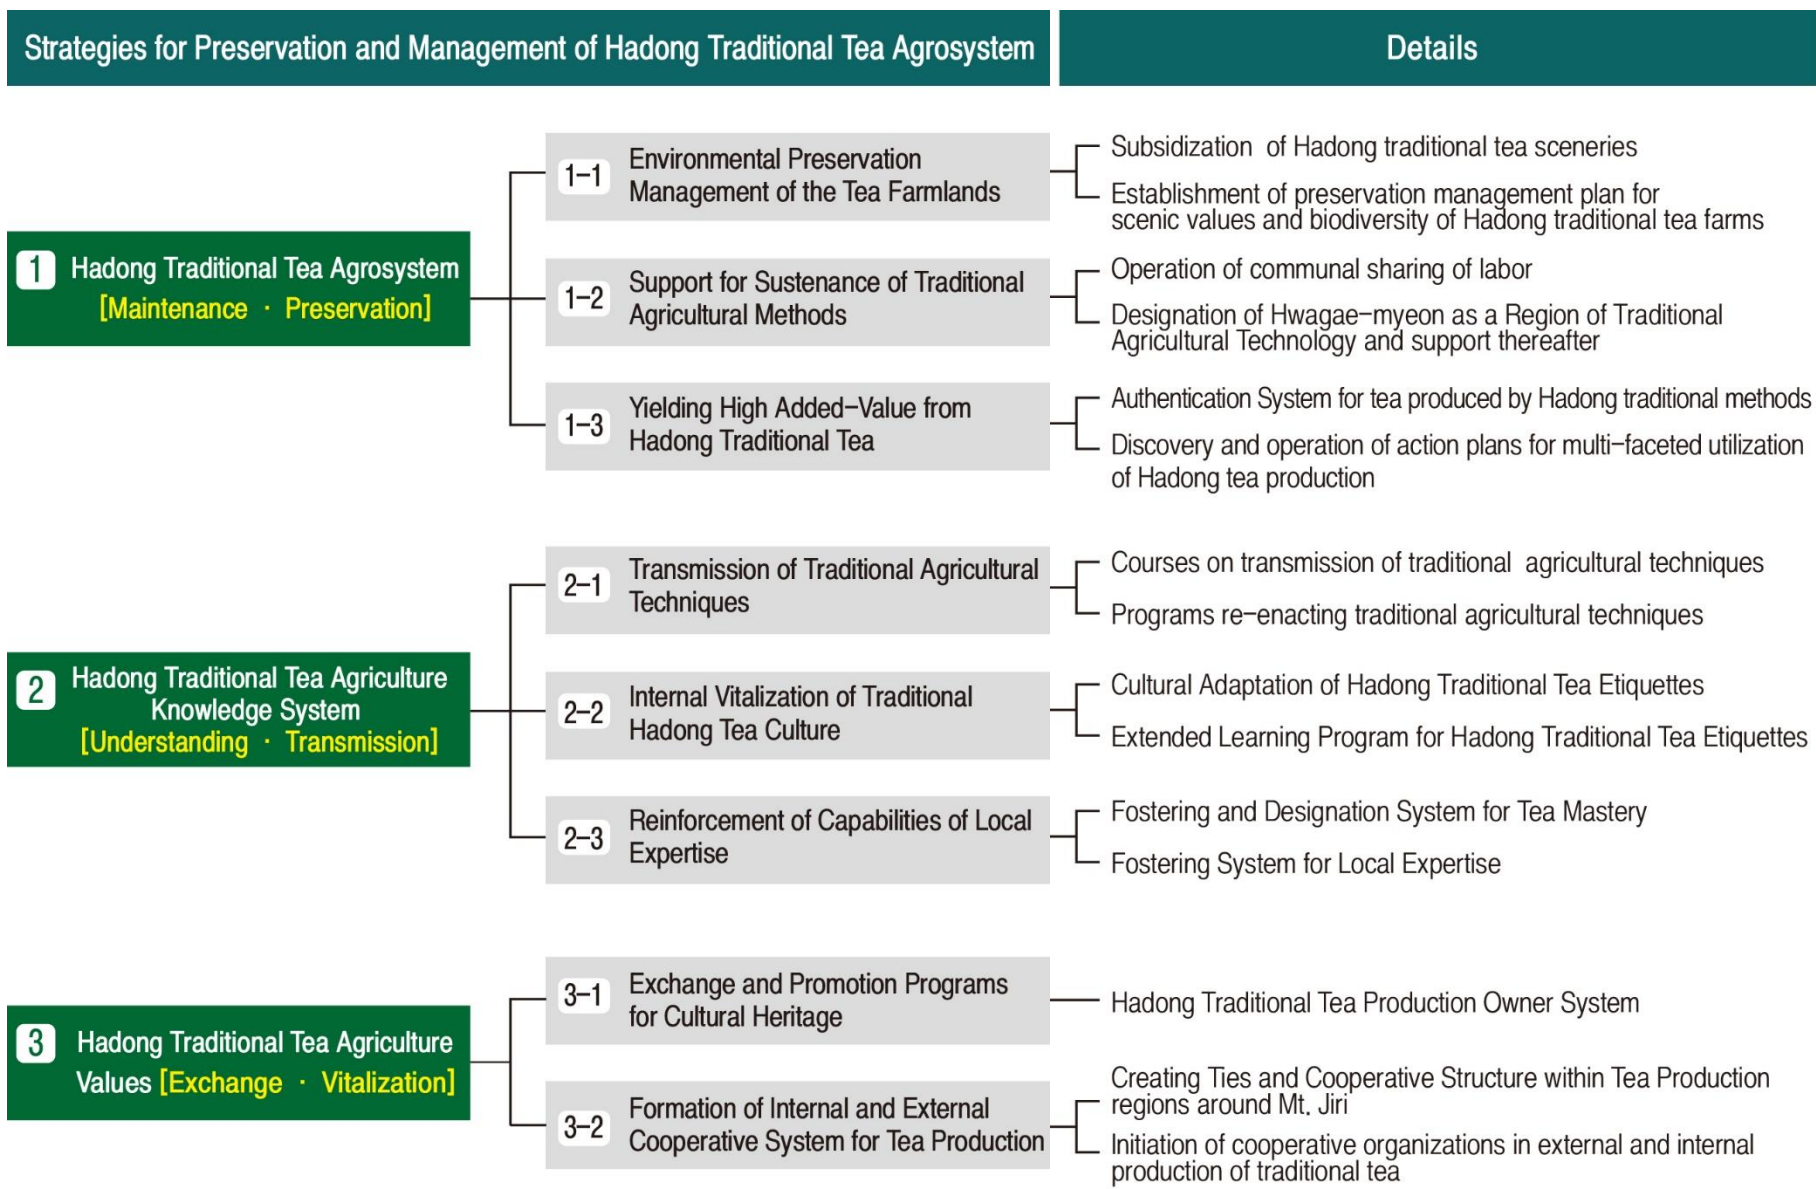 Strategies for Preservation and Management of Hadong Traditional Tea Agrosystem
Details
1 Hadong Traditional Tea Agrosystem
[Maintenance · Preservation]
1-1 Environmental Preservation
Management of the Tea Farmlands
Subsidization of Hadong traditional tea sceneries
Establishment of preservation management plan for
scenic values and biodiversity of Hadong traditional tea farms
1-2 Support for Sustenance of Traditional
Agricultural Methods
Operation of communal sharing of labor
Designation of Hwagae-myeon as a Region of Traditional
Agricultural Technology and support thereafter
1-3 Yielding High Added-Value from
Hadong Traditional Tea
Authentication System for tea produced by Hadong traditional methods
Discovery and operation of action plans for multi-faceted utilization
of Hadong tea production
2 Hadong Traditional Tea Agriculture
Knowledge System
[Understanding · Transmission]
2-1 Transmission of Traditional Agricultural
Techniques
Courses on transmission of traditional agricultural techniques
Programs re-enacting traditional agricultural techniques
2-2 Internal Vitalization of Traditional
Hadong Tea Culture
Cultural Adaptation of Hadong Traditional Tea Etiquettes
Extended Learning Program for Hadong Traditional Tea Etiquettes
2-3 Reinforcement of Capabilities of Local
Expertise
Fostering and Designation System for Tea Mastery
Fostering System for Local Expertise
3 Hadong Traditional Tea Agriculture
Values [Exchange · Vitalization]
3-1 Exchange and Promotion Programs
for Cultural Heritage
Hadong Traditional Tea Production Owner System
3-2 Formation of Internal and External
Cooperative System for Tea Production
Creating Ties and Cooperative Structure within Tea Production
regions around Mt. Jiri
Initiation of cooperative organizations in external and internal
production of traditional tea